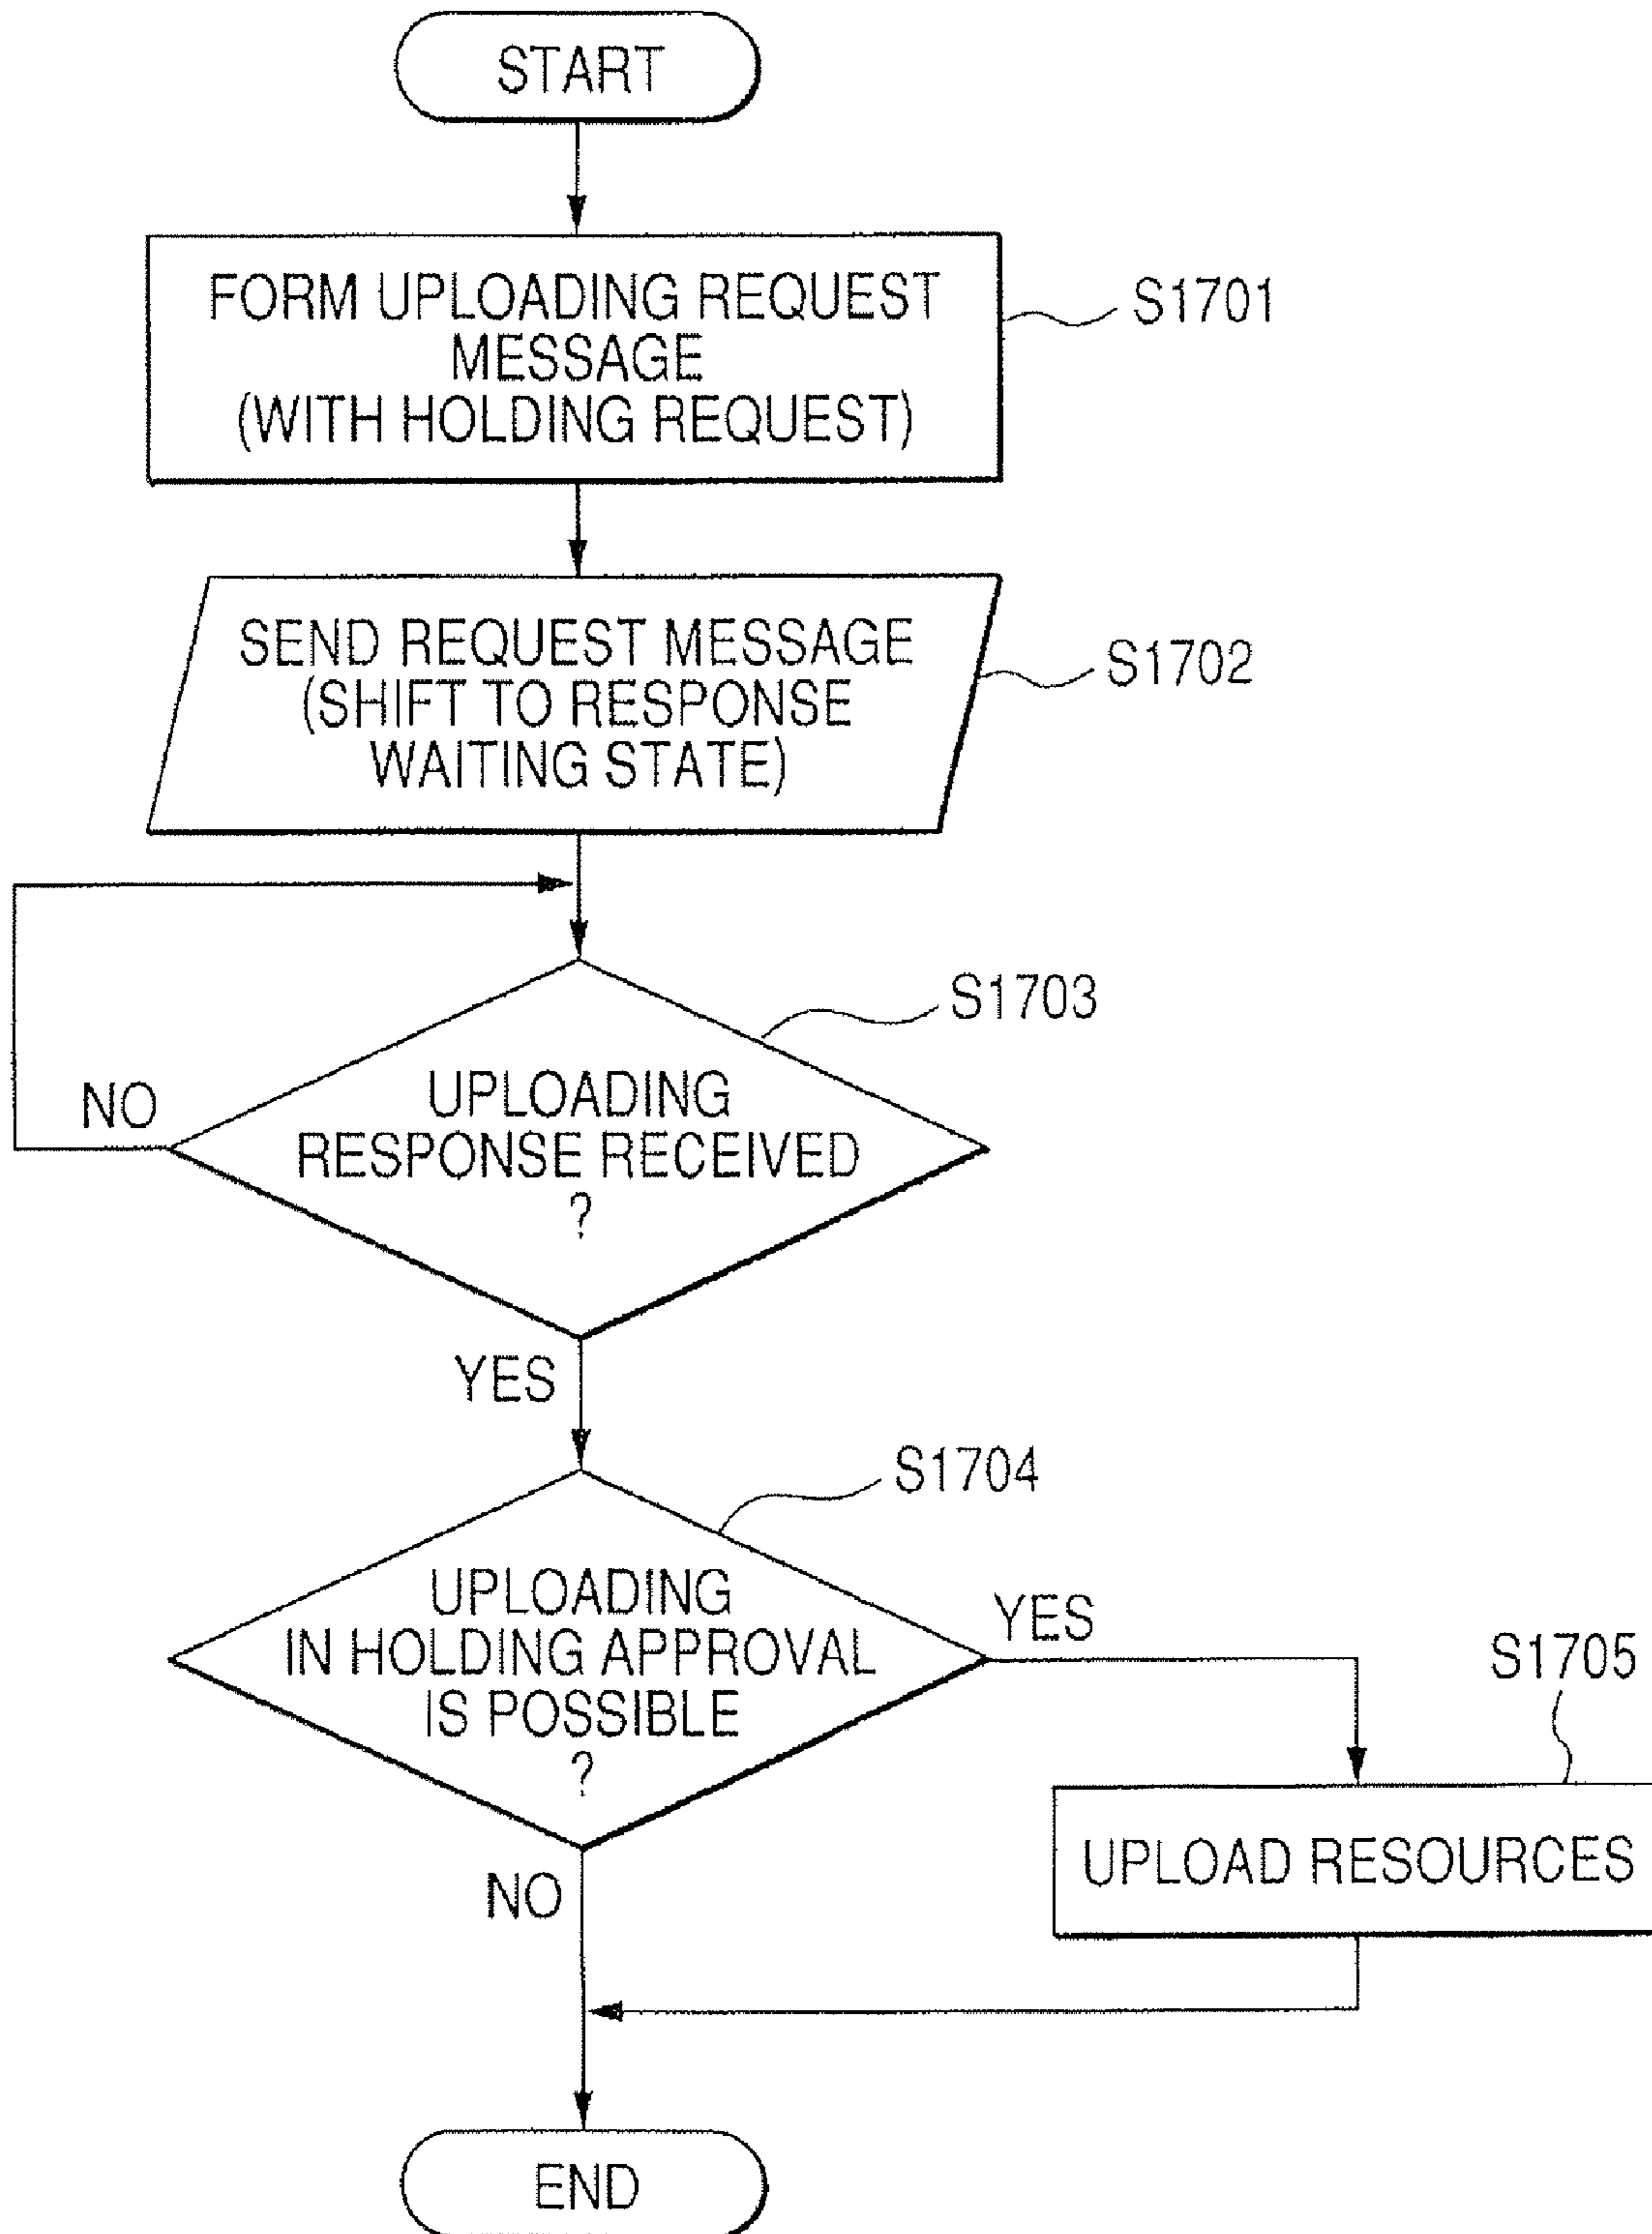 START
FORM UPLOADING REQUEST
MESSAGE
(WITH HOLDING REQUEST)
S1701
SEND REQUEST MESSAGE
(SHIFT TO RESPONSE
WAITING STATE)
S1702
S1703
NO
UPLOADING
RESPONSE RECEIVED
?
YES
S1704
UPLOADING
IN HOLDING APPROVAL
IS POSSIBLE
?
YES
S1705
UPLOAD RESOURCES
NO
END